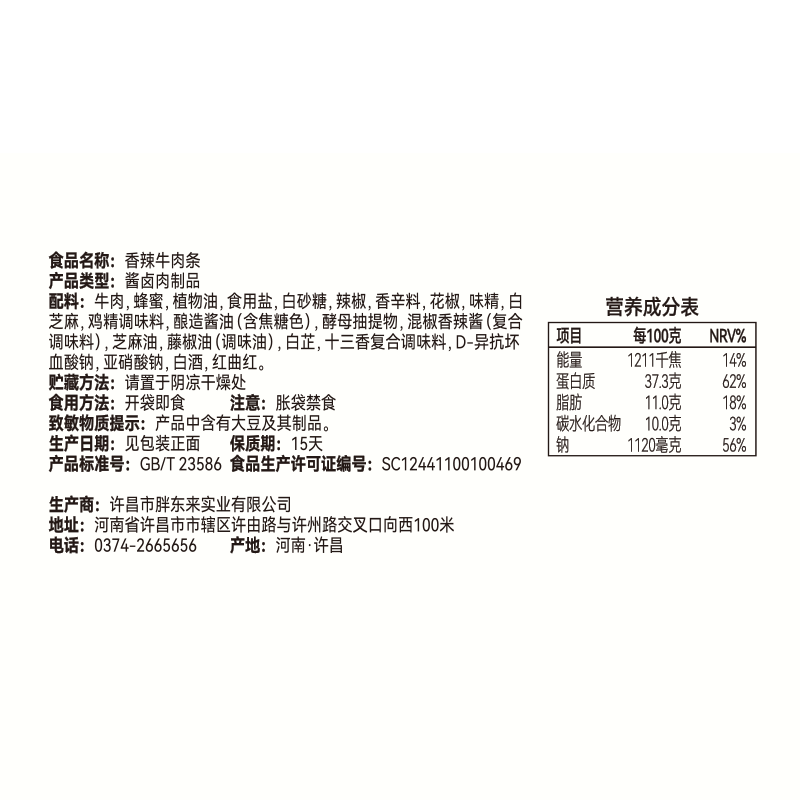 食品名称：香辣牛肉条
产品类型：酱卤肉制品
配料：牛肉,蜂蜜,植物油,食用盐,白砂糖,辣椒,香辛料,花椒,味精,白
芝麻,鸡精调味料,酿造酱油(含焦糖色),酵母抽提物,混椒香辣酱(复合
调味料),芝麻油,藤椒油(调味油),白芷,十三香复合调味料,D-异抗坏
血酸钠,亚硝酸钠,白酒,红曲红。
贮藏方法：请置于阴凉干燥处
食用方法：开袋即食 注意：胀袋禁食
致敏物质提示：产品中含有大豆及其制品。
生产日期：见包装正面 保质期：15天
产品标准号：GB/T 23586 食品生产许可证编号：SC12441100100469
生产商：许昌市胖东来实业有限公司
地址：河南省许昌市市辖区许由路与许州路交叉口向西100米
电话：0374-2665656 产地：河南·许昌
营养成分表
项目 每100克 NRV%
能量 1211千焦 14%
蛋白质 37.3克 62%
脂肪 11.0克 18%
碳水化合物 10.0克 3%
钠 1120毫克 56%